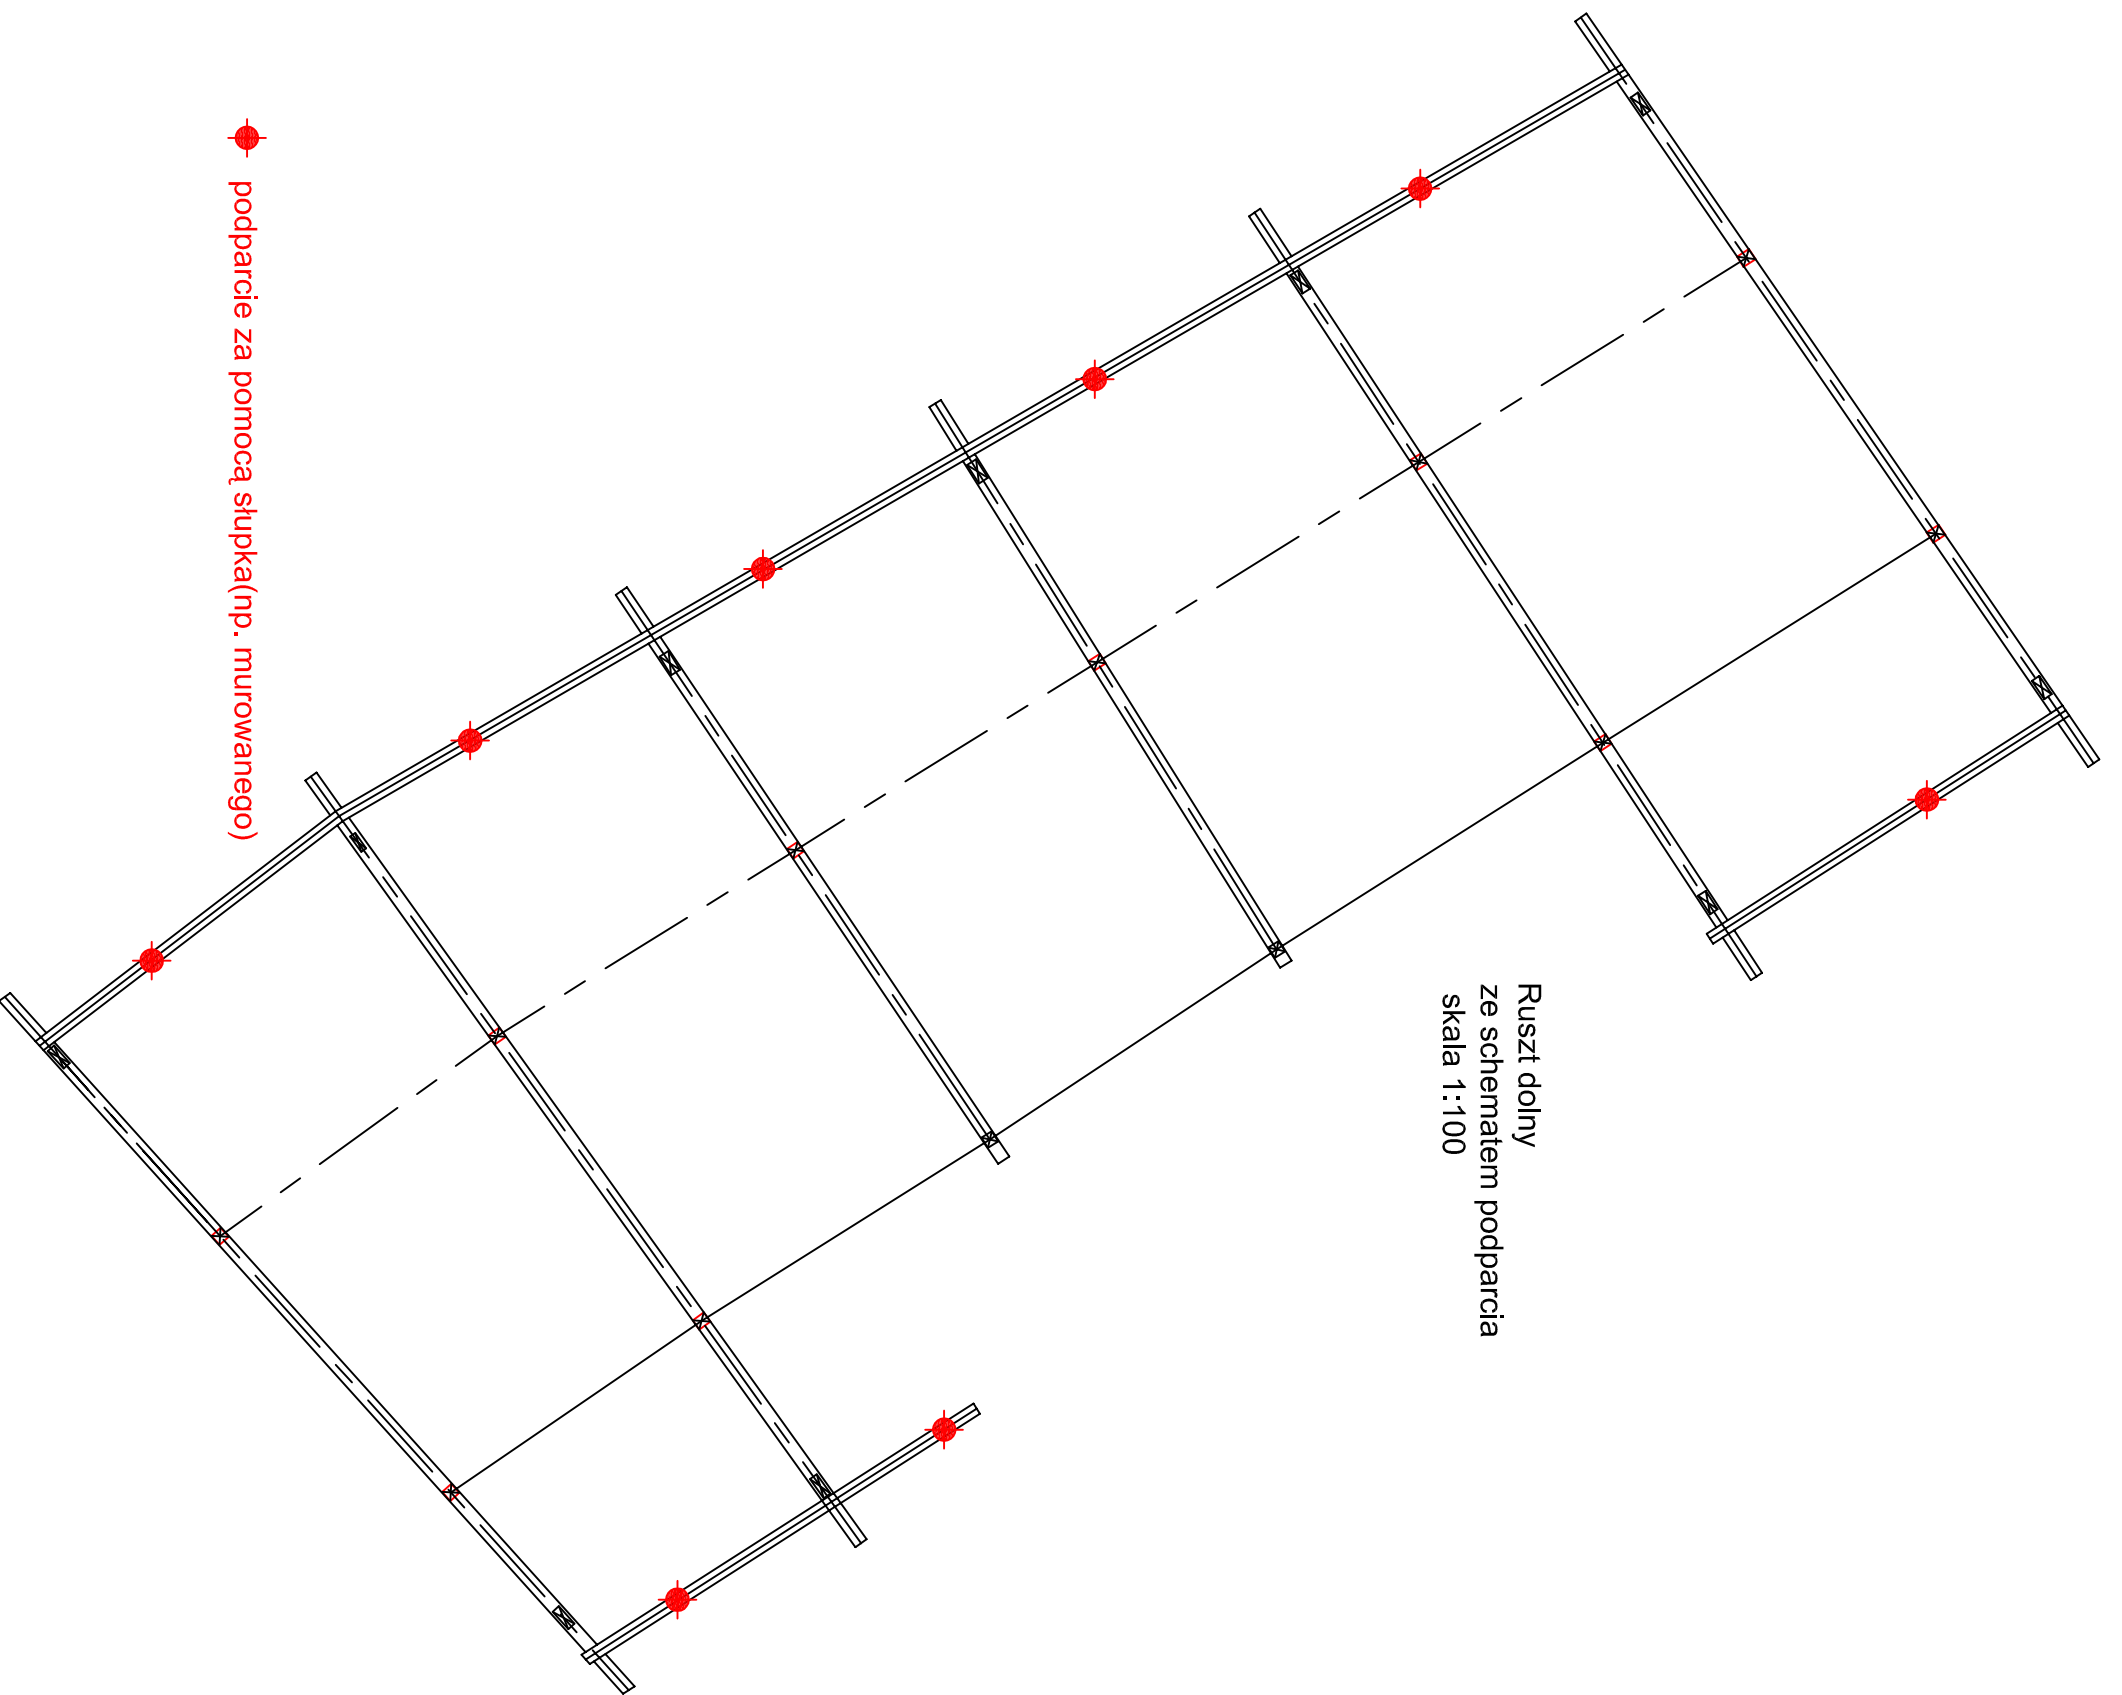 Ruszt dolny
ze schematem podparcia
skala 1:100
podparcie za pomocą słupka(np. murowanego)